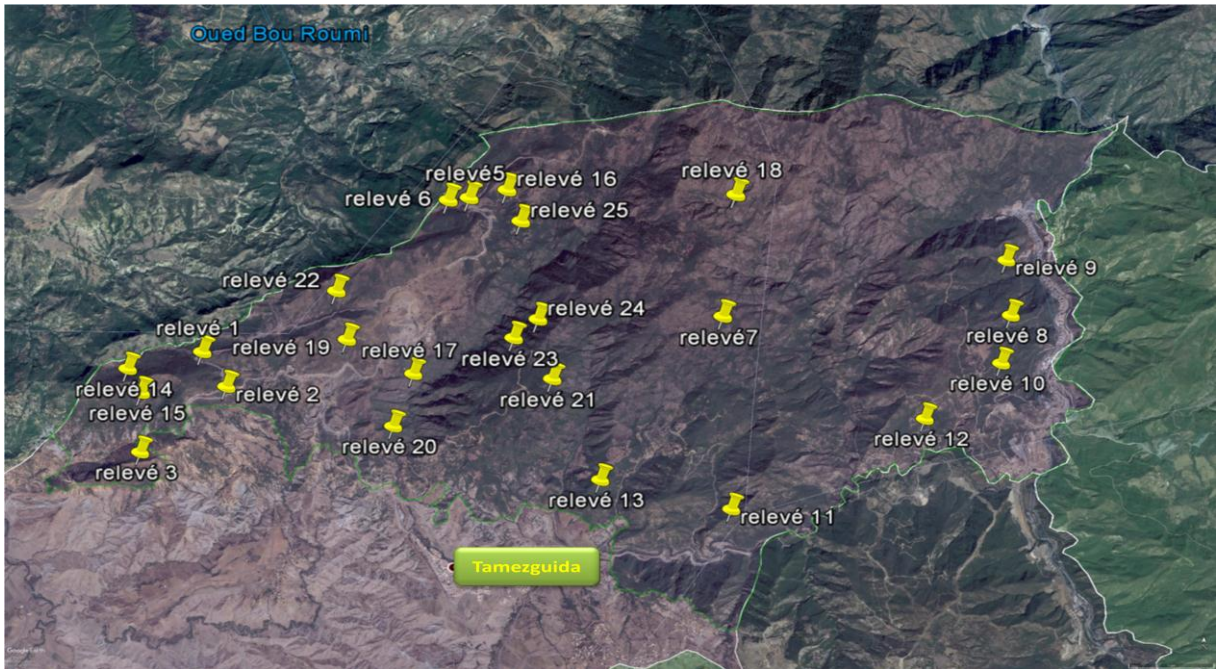 Oued Bou Roumi
relevé5
relevé 16
relevé 18
relevé 6
relevé 25
relevé 9
relevé 22
relevé 24
relevé7
relevé 1
relevé 8
relevé 19
relevé 17
relevé 23
relevé 14
relevé 10
relevé 2
relevé 21
relevé 15
relevé 12
relevé 20
relevé 3
relevé 13
relevé 11
Tamezguida
Google Earth